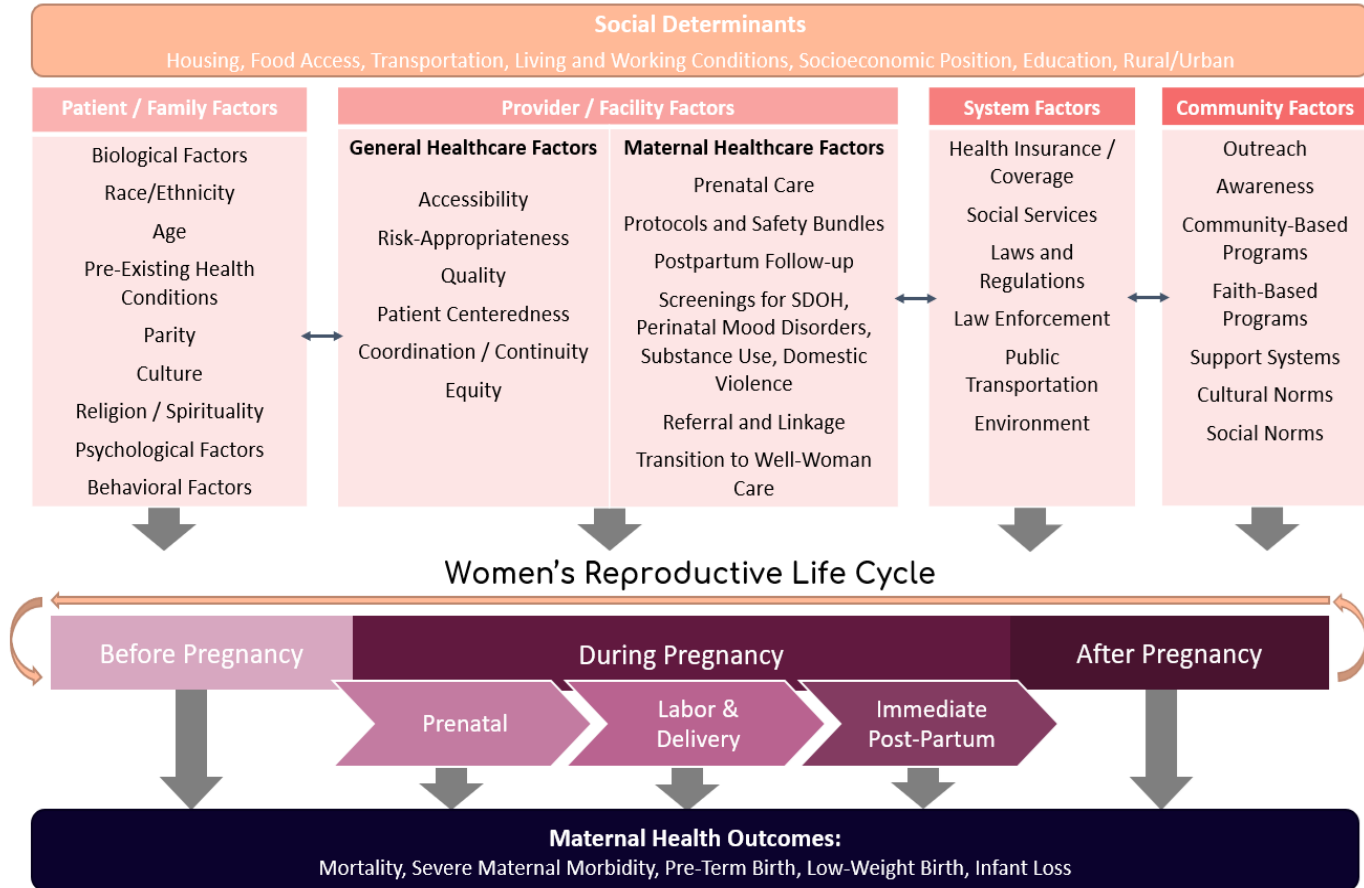 Social Determinants
Housing, Food Access, Transportation, Living and Working Conditions, Socioeconomic Position, Education, Rural/Urban
Patient / Family Factors
Biological Factors
Race/Ethnicity
Age
Pre-Existing Health
Conditions
Parity
Culture
Religion / Spirituality
Psychological Factors
Behavioral Factors
Provider / Facility Factors
General Healthcare Factors
Accessibility
Risk-Appropriateness
Quality
Patient Centeredness
Coordination / Continuity
Equity
Maternal Healthcare Factors
Prenatal Care
Protocols and Safety Bundles
Postpartum Follow-up
Screenings for SDOH,
Perinatal Mood Disorders,
Substance Use, Domestic
Violence
Referral and Linkage
Transition to Well-Woman
Care
System Factors
Health Insurance /
Coverage
Social Services
Laws and
Regulations
Law Enforcement
Public
Transportation
Environment
Community Factors
Outreach
Awareness
Community-Based
Programs
Faith-Based
Programs
Support Systems
Cultural Norms
Social Norms
Women's Reproductive Life Cycle
Before Pregnancy
During Pregnancy
After Pregnancy
Prenatal
Labor &
Delivery
Immediate
Post-Partum
Maternal Health Outcomes:
Mortality, Severe Maternal Morbidity, Pre-Term Birth, Low-Weight Birth, Infant Loss